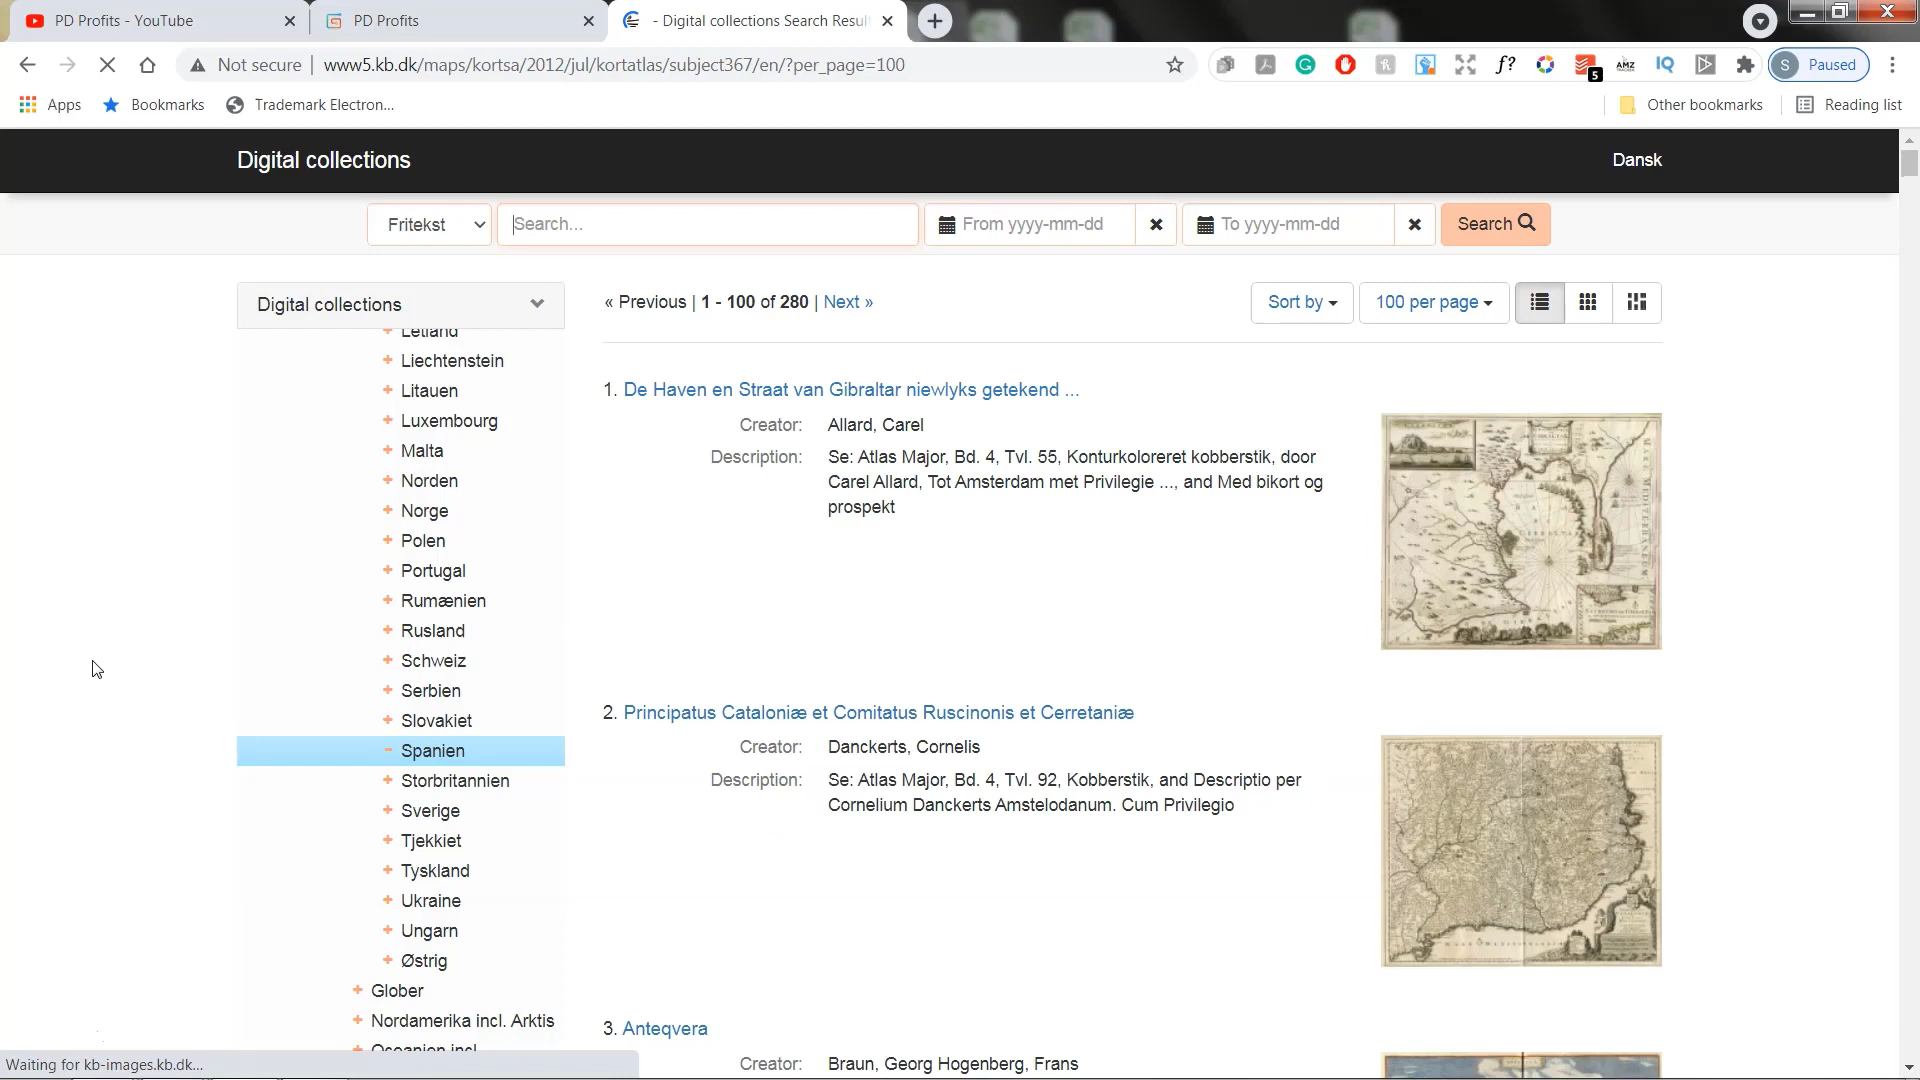 PD Profits - YouTube
PD Profits
- Digital collections Search Resul
Not secure
www5.kb.dk/maps/kortsa/2012/jul/kortatlas/subject367/en/?per_page=100
f?
5
AMZ
IQ
S Paused
Apps
Bookmarks
Trademark Electron...
Other bookmarks
Reading list
Digital collections
Dansk
Fritekst
Search...
From yyyy-mm-dd
To yyyy-mm-dd
Search
Digital collections
Letland
Liechtenstein
Litauen
Luxembourg
Malta
Norden
Norge
Polen
Portugal
Rumænien
Rusland
Schweiz
Serbien
Slovakiet
Spanien
Storbritannien
Sverige
Tjekkiet
Tyskland
Ukraine
Ungarn
Østrig
Glober
Nordamerika incl. Arktis
Oceanien incl
« Previous | 1 - 100 of 280 | Next »
Sort by
100 per page
1. De Haven en Straat van Gibraltar niewlyks getekend ...
Creator: Allard, Carel
Description: Se: Atlas Major, Bd. 4, Tvl. 55, Konturkoloreret kobberstik, door
Carel Allard, Tot Amsterdam met Privilegie ..., and Med bikort og
prospekt
2. Principatus Cataloniæ et Comitatus Ruscinonis et Cerretaniæ
Creator: Danckerts, Cornelis
Description: Se: Atlas Major, Bd. 4, Tvl. 92, Kobberstik, and Descriptio per
Cornelium Danckerts Amstelodanum. Cum Privilegio
3. Anteqvera
Creator: Braun, Georg Hogenberg, Frans
Waiting for kb-images.kb.dk...